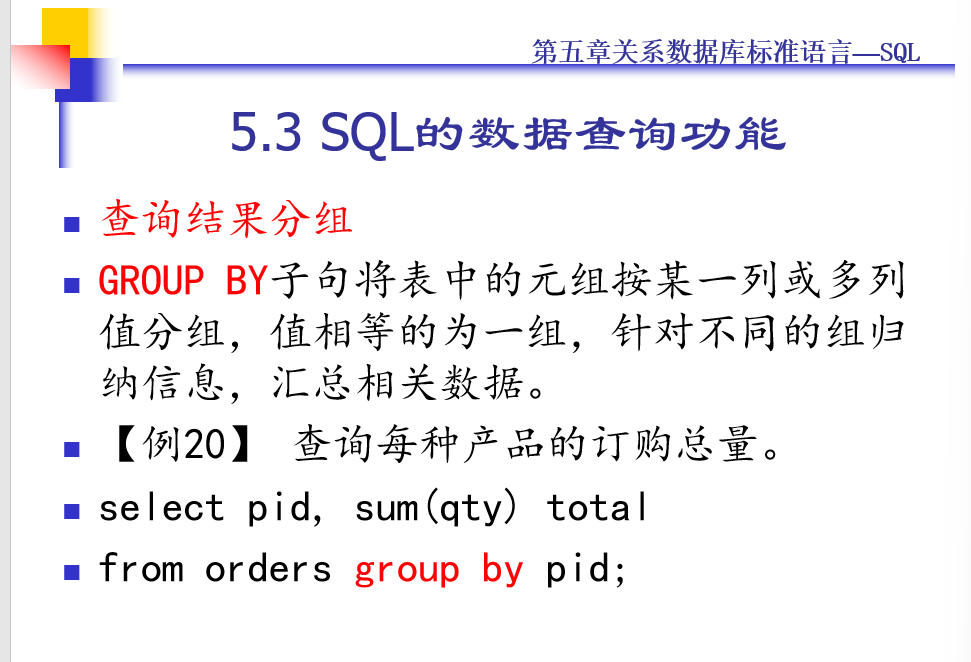 第五章关系数据库标准语言—SQL
5.3 SQL的数据查询功能
查询结果分组
GROUP BY子句将表中的元组按某一列或多列
值分组，值相等的为一组，针对不同的组归
纳信息，汇总相关数据。
【例20】 查询每种产品的订购总量。
select pid, sum(qty) total
from orders group by pid;